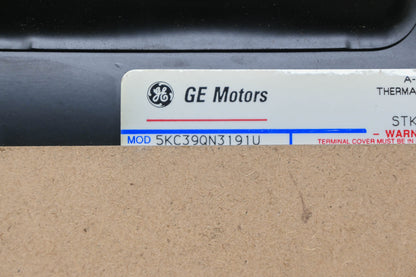 GE Motors
A-
THERMA
STK
- WARN
MOD 5KC39QN3191U
TERMINAL COVER MUST BE IN